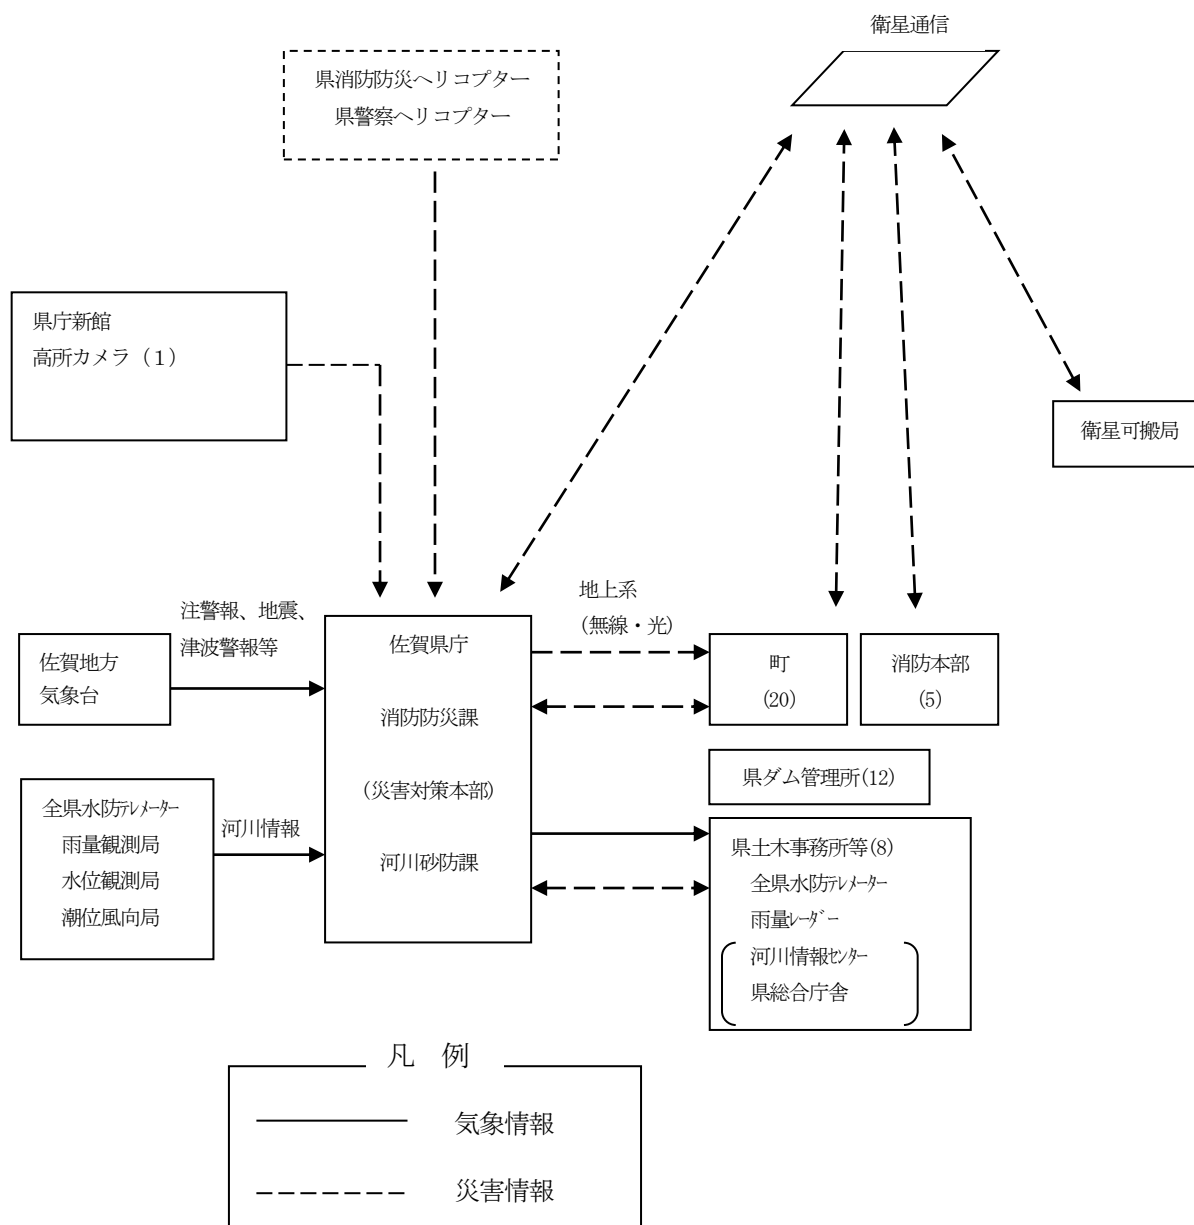 衛星通信
県消防防災ヘリコプター
県警察ヘリコプター
県庁新館
高所カメラ（１）
衛星可搬局
地上系
(無線・光)
注警報、地震、
津波警報等
佐賀地方
気象台
佐賀県庁
消防防災課
(災害対策本部)
河川砂防課
町
(20)
消防本部
(5)
県ダム管理所(12)
全県水防ﾃﾚﾒｰﾀｰ
雨量観測局
水位観測局
潮位風向局
河川情報
県土木事務所等(8)
全県水防ﾃﾚﾒｰﾀｰ
雨量ﾚｰﾀﾞｰ
河川情報ｾﾝﾀｰ
県総合庁舎
凡　例
気象情報
災害情報